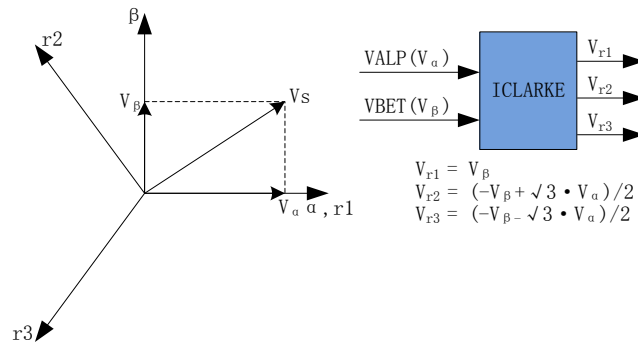 β
r2
Vβ
Vs
Vα α,r1
r3
VALP(Vα)
VBET(Vβ)
ICLARKE
Vr1
Vr2
Vr3
Vr1 = Vβ
Vr2 = (-Vβ+ √3 • Vα)/2
Vr3 = (-Vβ- √3 • Vα)/2